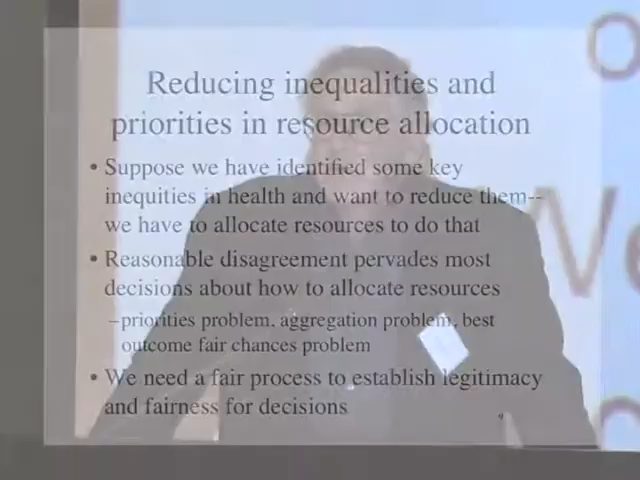 Reducing inequalities and
priorities in resource allocation
• Suppose we have identified some key
inequities in health and want to reduce them--
we have to allocate resources to do that
• Reasonable disagreement pervades most
decisions about how to allocate resources
–priorities problem, aggregation problem, best
outcome fair chances problem
• We need a fair process to establish legitimacy
and fairness for decisions